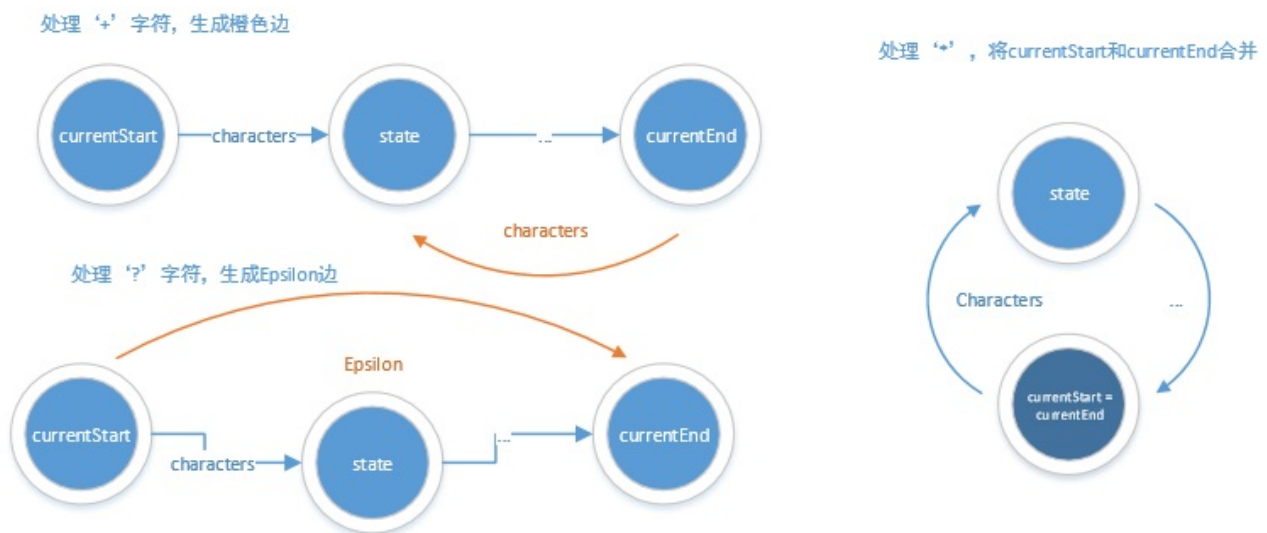 处理‘+’字符，生成橙色边
currentStart
characters
state
...
currentEnd
characters
处理‘?’字符，生成Epsilon边
Epsilon
currentStart
characters
state
...
currentEnd
处理‘*’，将currentStart和currentEnd合并
state
Characters
...
currentStart =
currentEnd